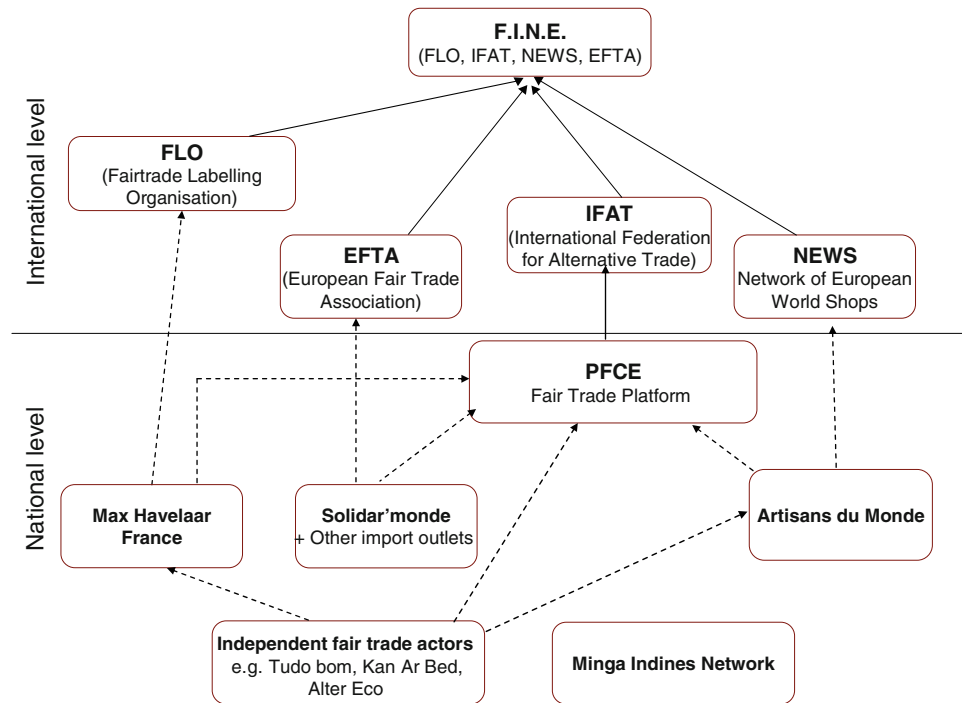 F.I.N.E.
(FLO, IFAT, NEWS, EFTA)
International level
FLO
(Fairtrade Labelling
Organisation)
EFTA
(European Fair Trade
Association)
IFAT
(International Federation
for Alternative Trade)
NEWS
Network of European
World Shops
National level
PFCE
Fair Trade Platform
Max Havelaar
France
Solidar’monde
+ Other import outlets
Artisans du Monde
Independent fair trade actors
e.g. Tudo bom, Kan Ar Bed,
Alter Eco
Minga Indines Network